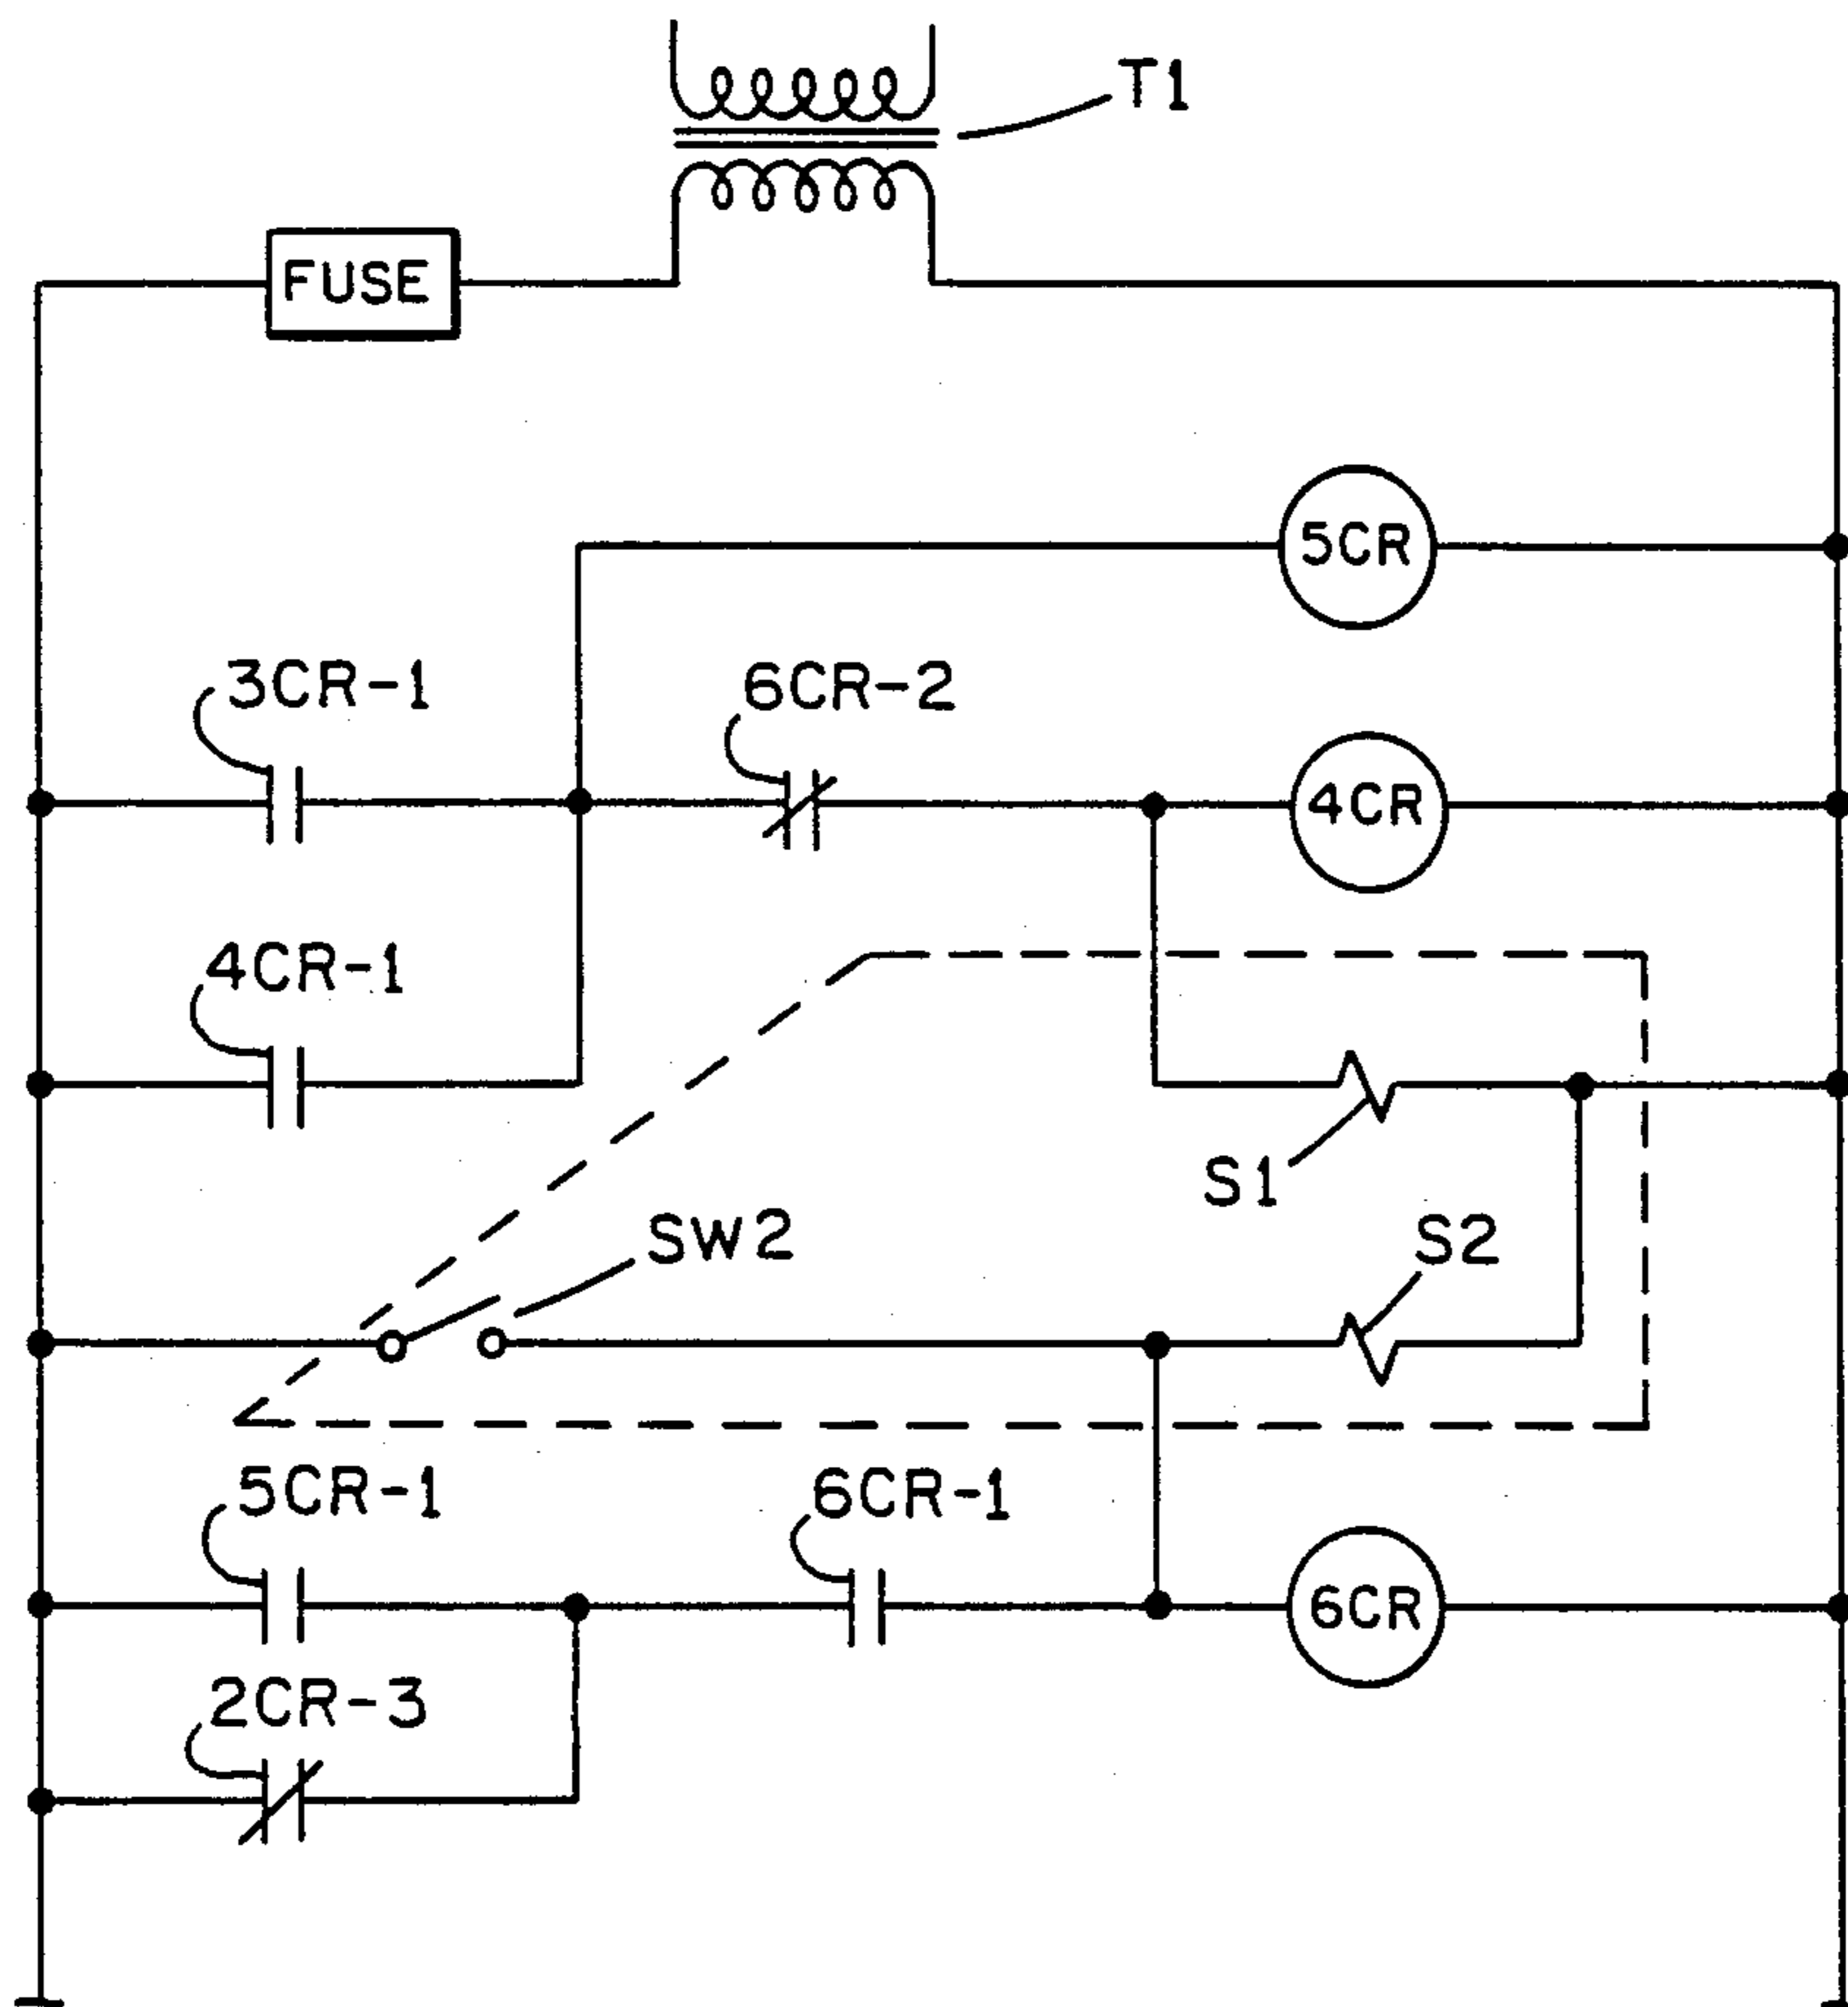 T1
FUSE
5CR
3CR-1
6CR-2
4CR
4CR-1
S1
SW2
S2
5CR-1
6CR-1
6CR
2CR-3